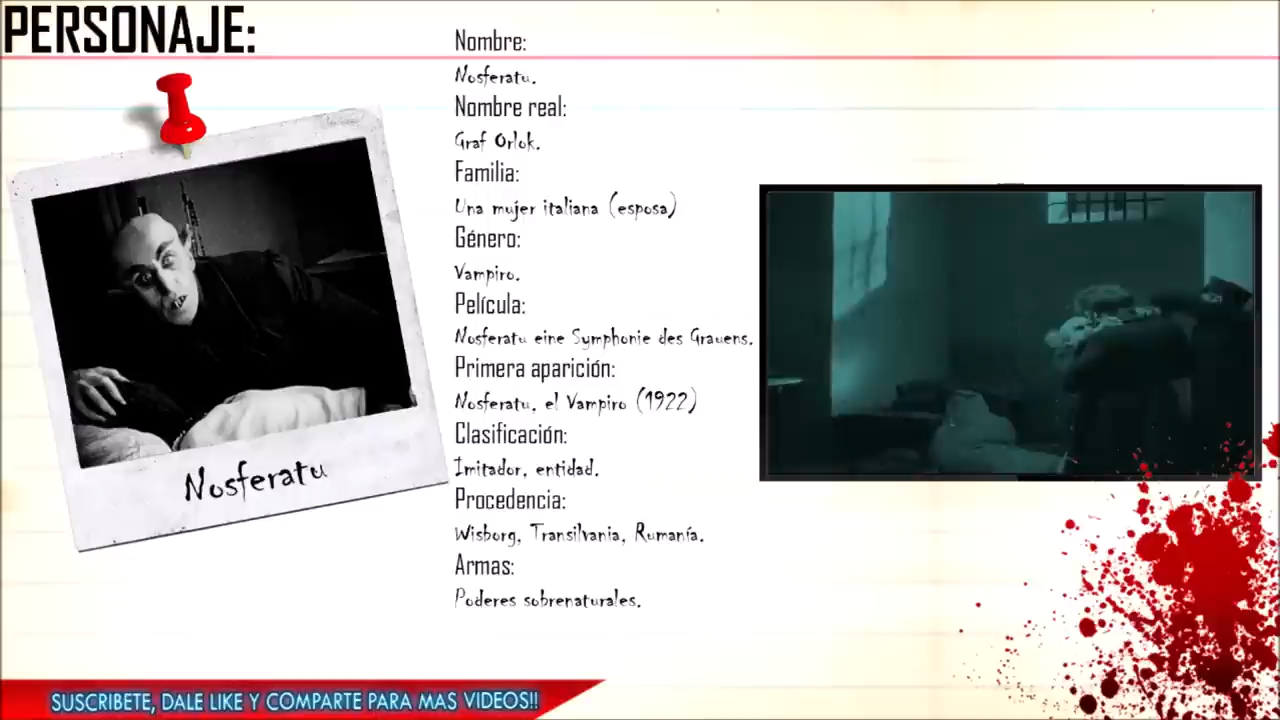 PERSONAJE:
Nosferatu
Nombre:
Nosferatu.
Nombre real:
Graf Orlok.
Familia:
Una mujer italiana (esposa)
Género:
Vampiro.
Película:
Nosferatu eine Symphonie des Grauens.
Primera aparición:
Nosferatu, el Vampiro (1922)
Clasificación:
Imitador, entidad.
Procedencia:
Wisborg, Transilvania, Rumanía.
Armas:
Poderes sobrenaturales.
SUSCRIBETE, DALE LIKE Y COMPARTE PARA MAS VIDEOS!!